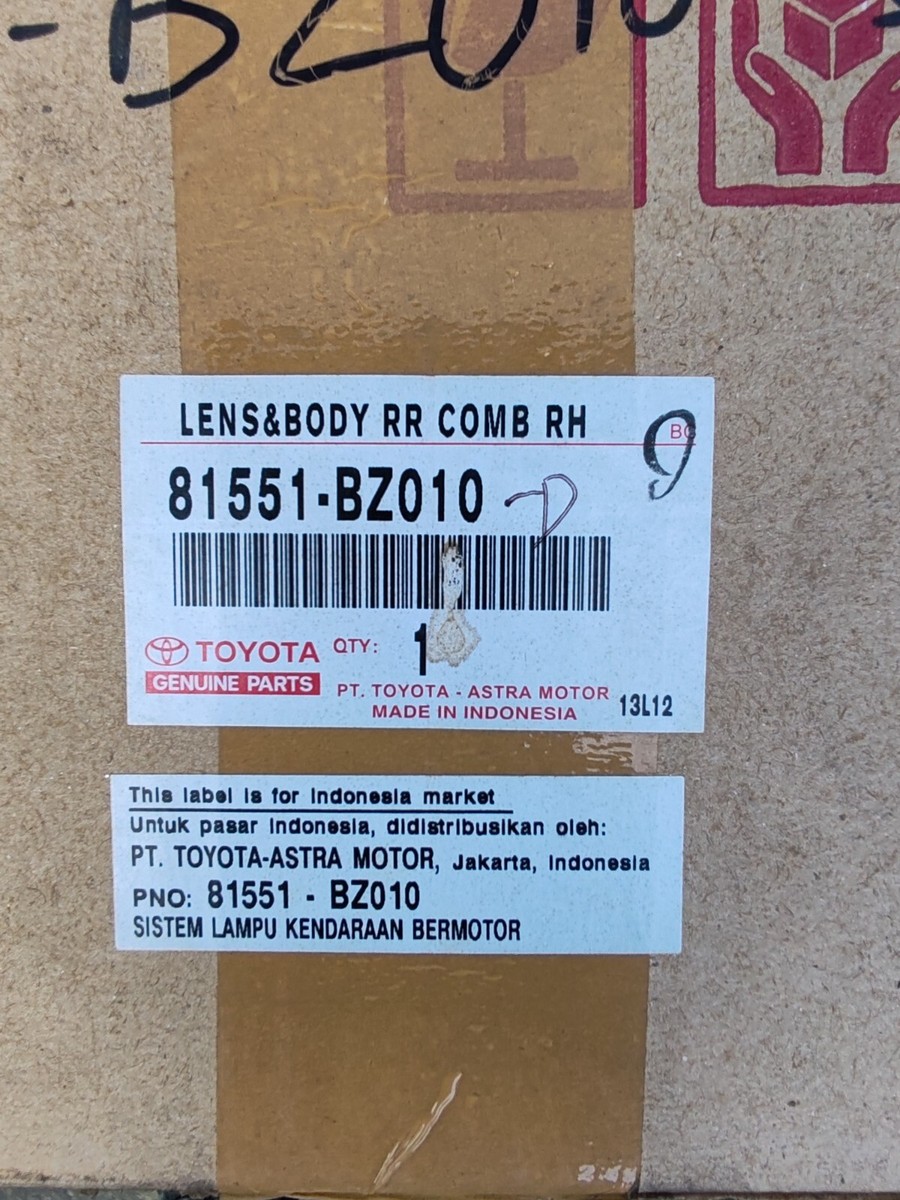 -BZ010
LENS&BODY RR COMB RH
9
81551-BZ010 -D
TOYOTA
GENUINE PARTS
QTY: 1
PT. TOYOTA - ASTRA MOTOR
MADE IN INDONESIA
13L12
This label is for Indonesia market
Untuk pasar Indonesia, didistribusikan oleh:
PT. TOYOTA-ASTRA MOTOR, Jakarta, Indonesia
PNO: 81551 - BZ010
SISTEM LAMPU KENDARAAN BERMOTOR